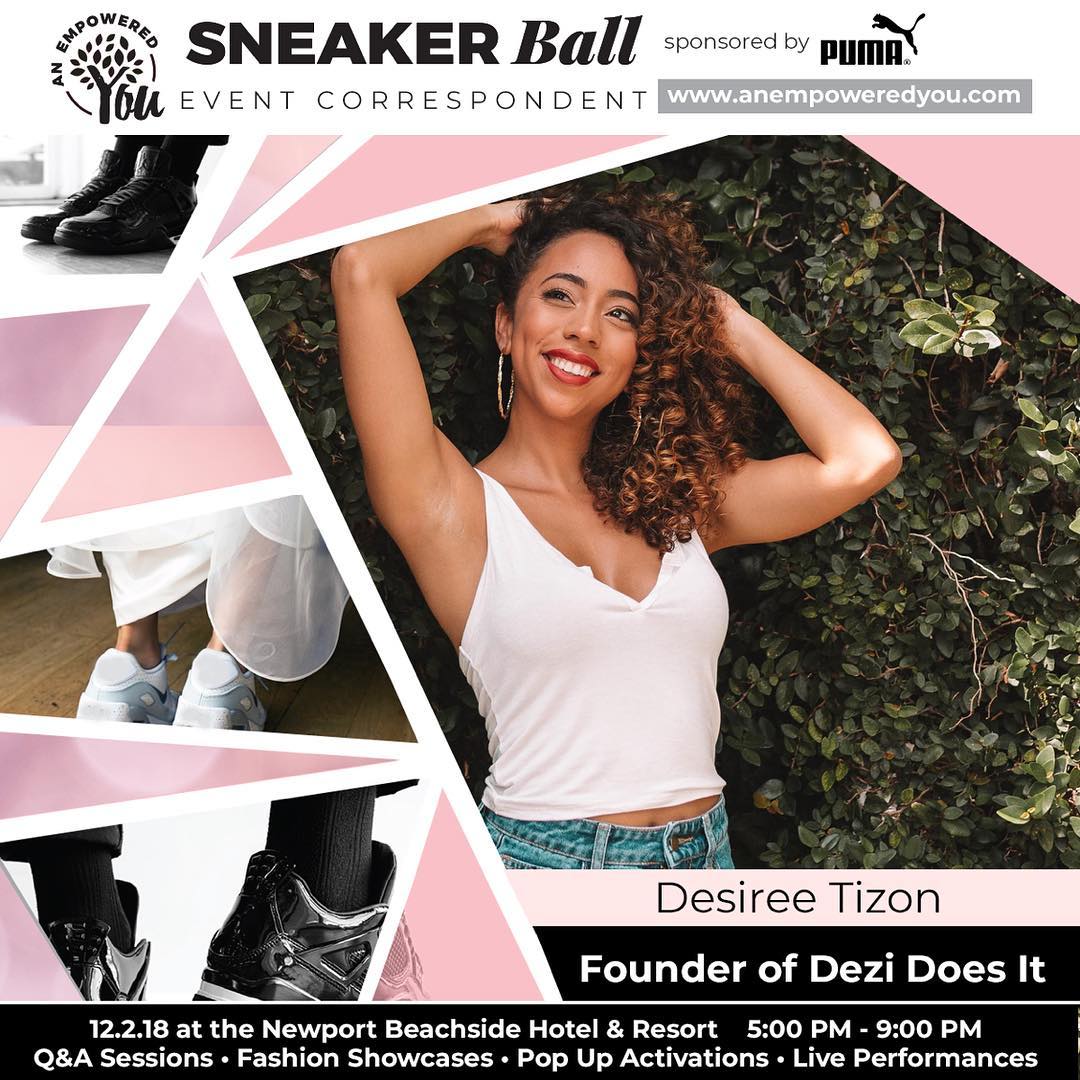 AN EMPOWERED
You
SNEAKER Ball
sponsored by PUMA
EVENT CORRESPONDENT
www.anempoweredyou.com
Desiree Tizon
Founder of Dezi Does It
12.2.18 at the Newport Beachside Hotel & Resort 5:00 PM - 9:00 PM
Q&A Sessions • Fashion Showcases • Pop Up Activations • Live Performances